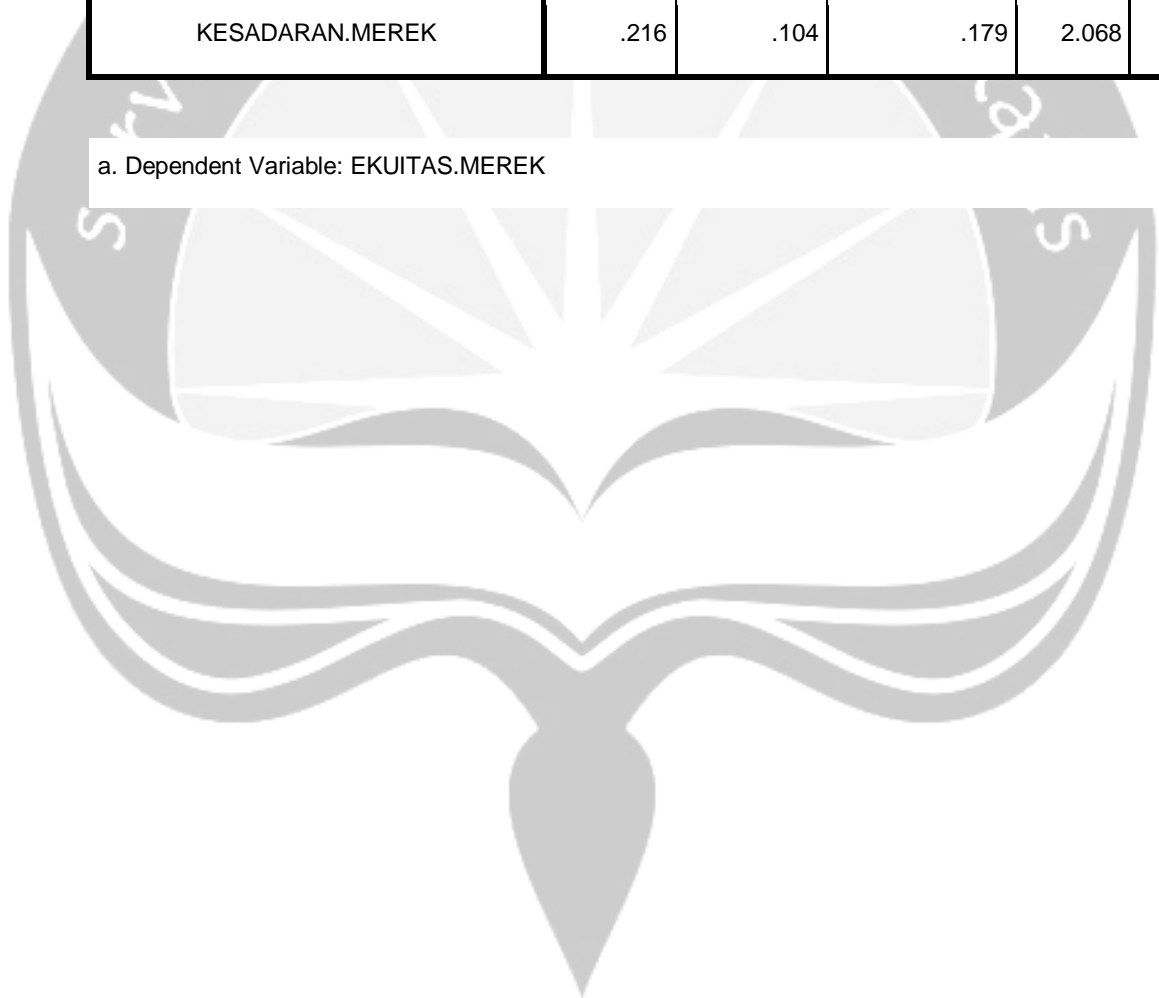 KESADARAN.MEREK .216 .104 .179 2.068
a. Dependent Variable: EKUITAS.MEREK